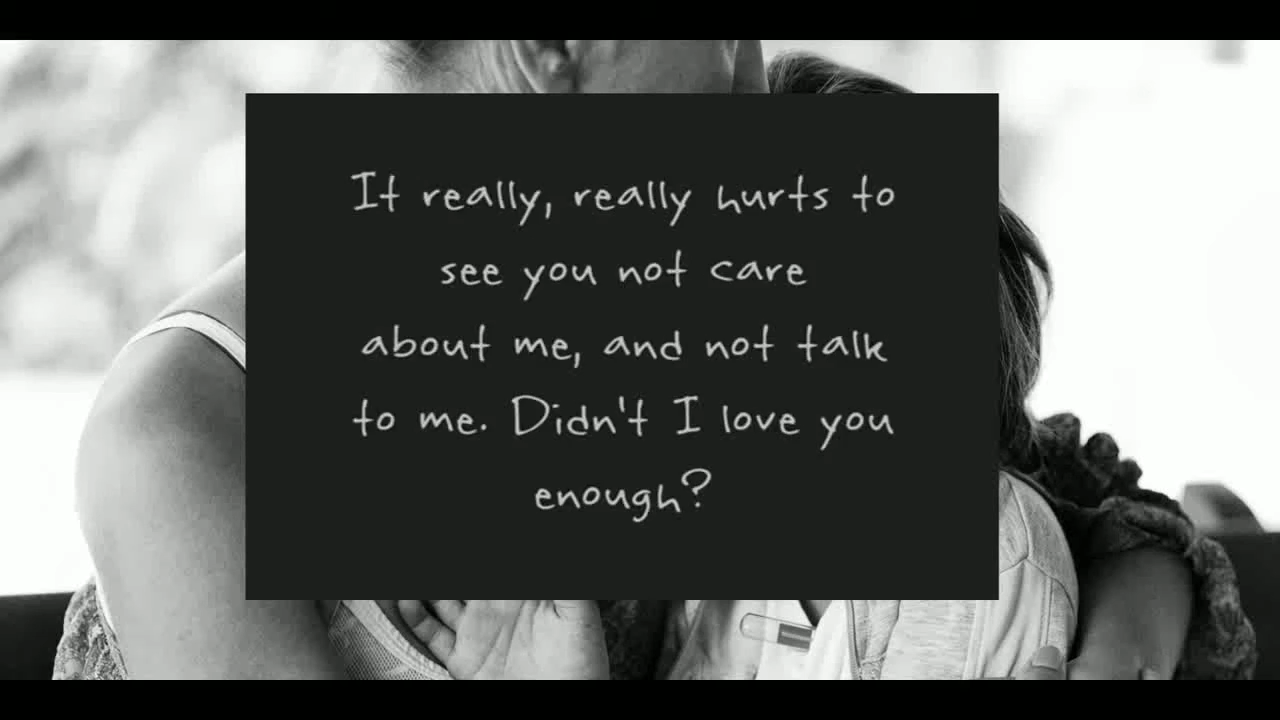 It really, really hurts to
see you not care
about me, and not talk
to me. Didn't I love you
enough?